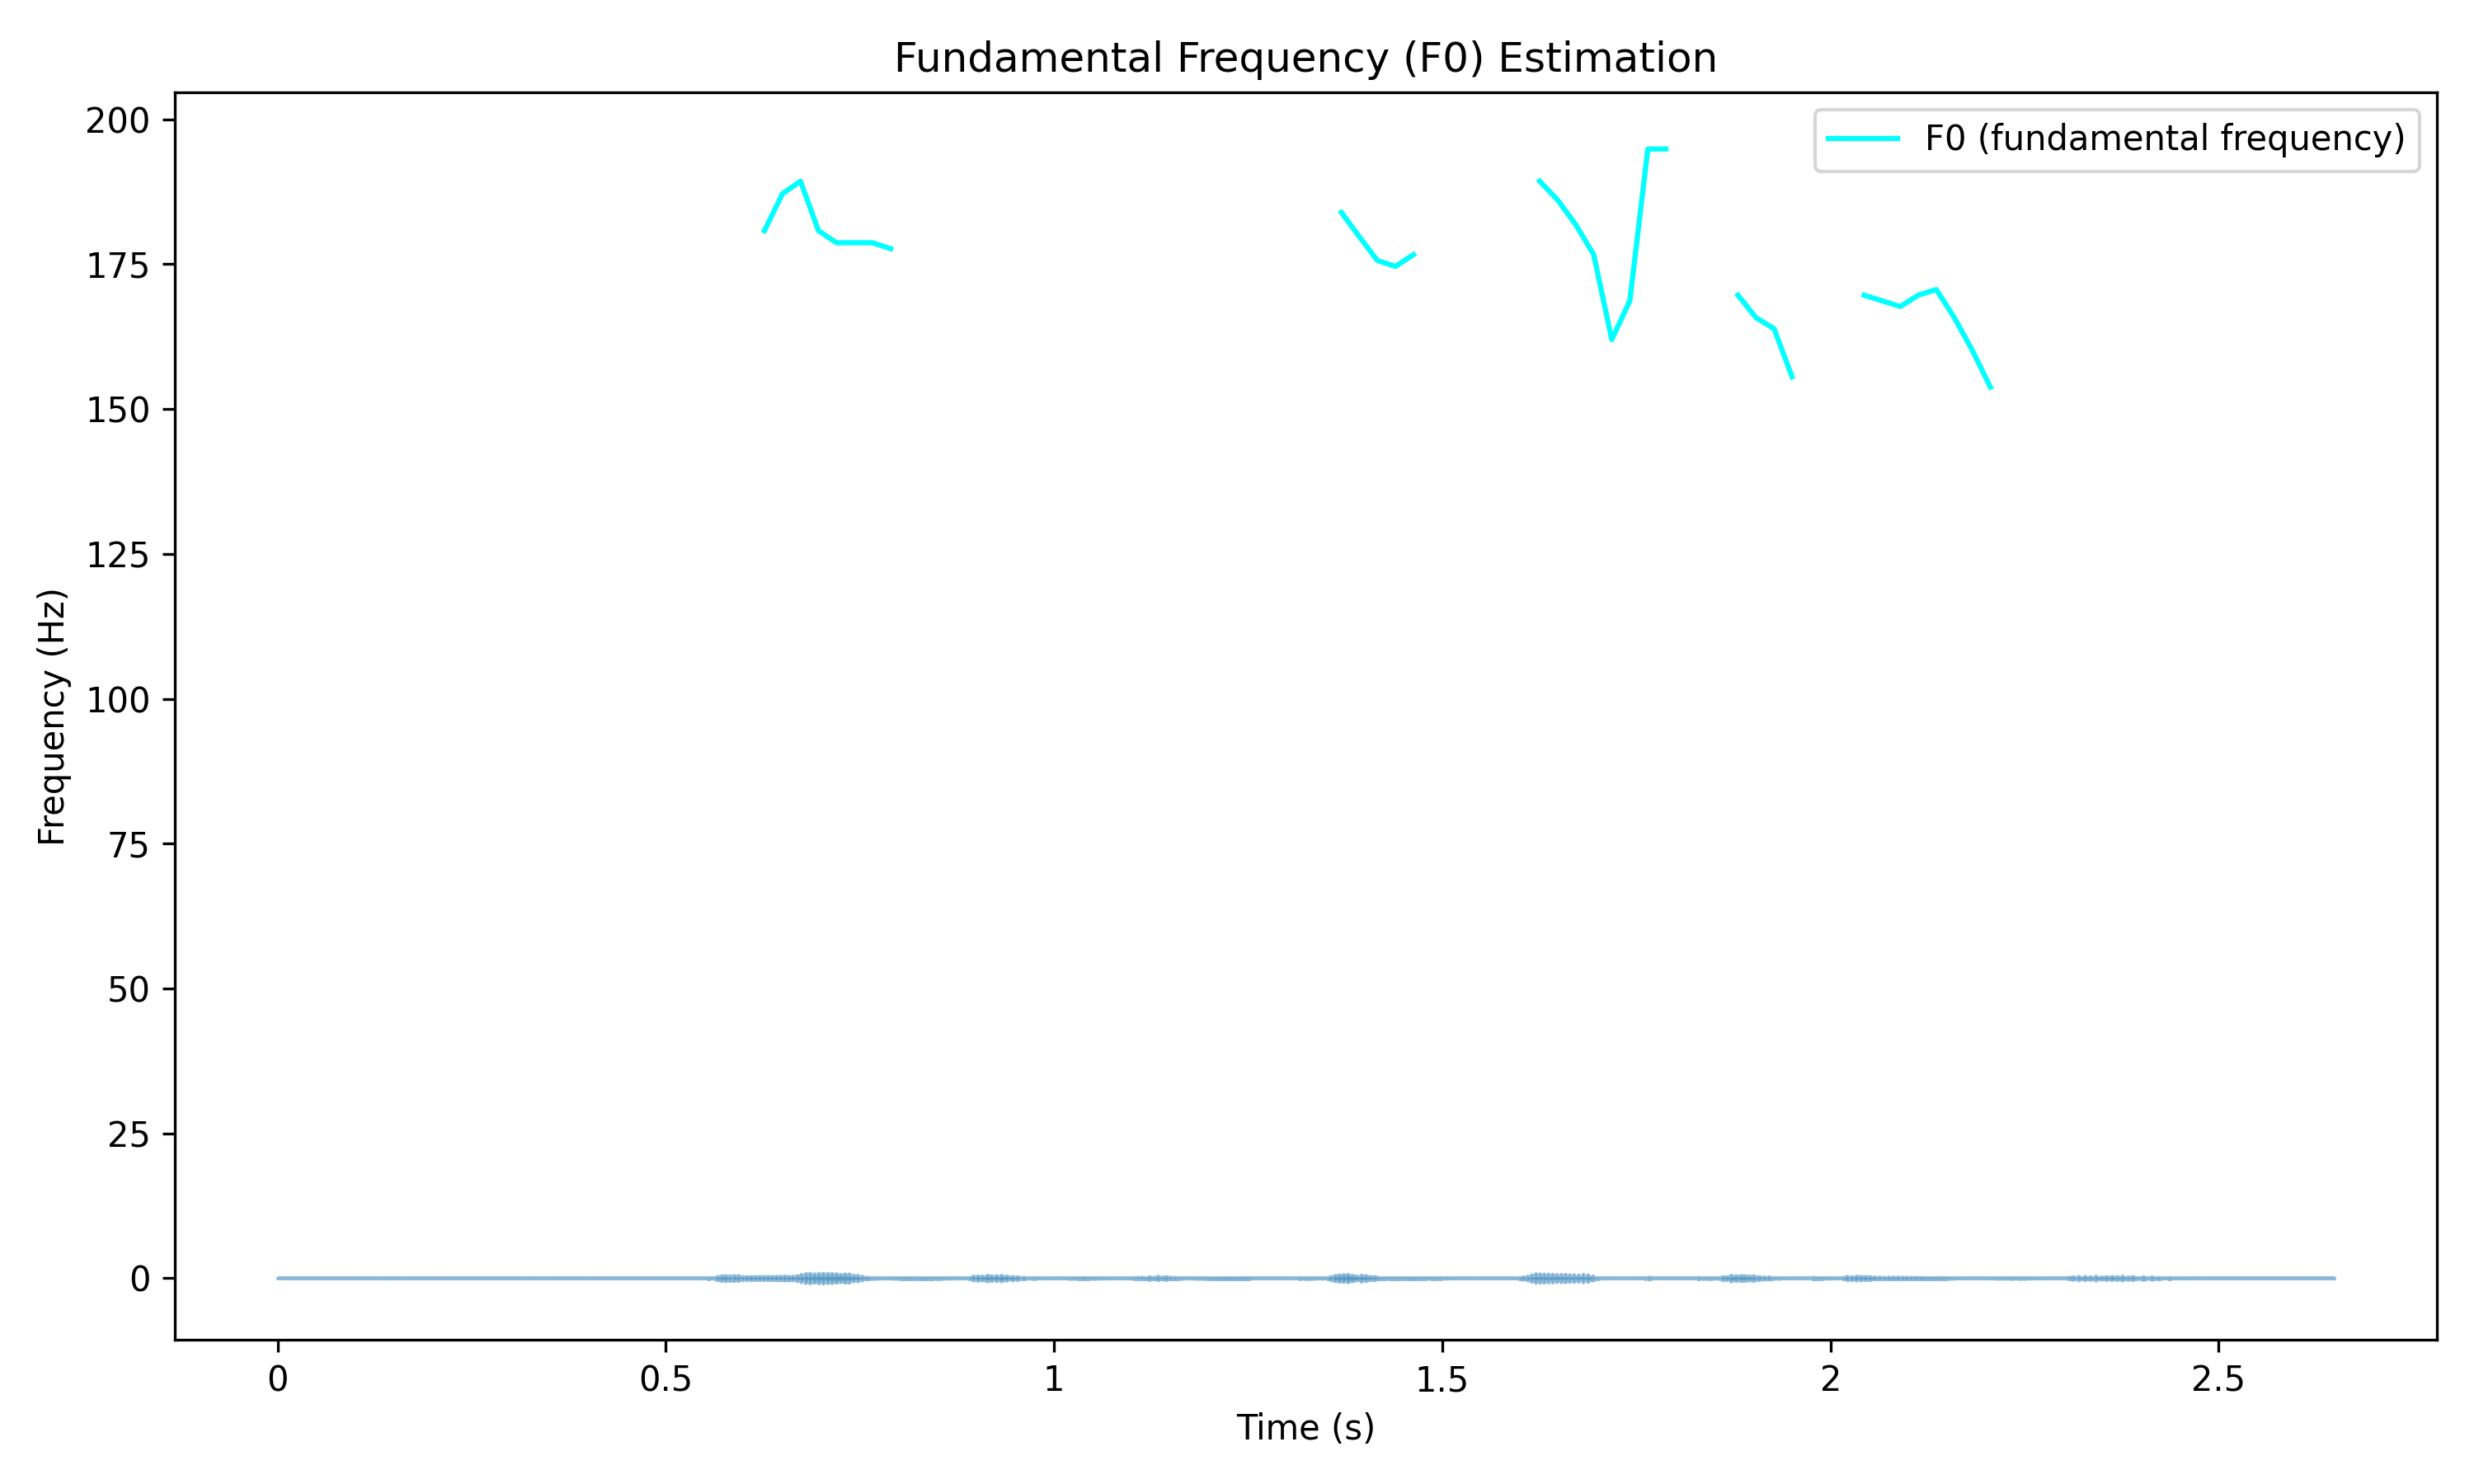 Fundamental Frequency (F0) Estimation
F0 (fundamental frequency)
200
175
150
125
100
75
50
25
0
Frequency (Hz)
0 0.5 1 1.5 2 2.5
Time (s)